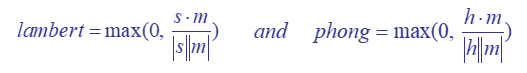 lambert = max(0, s·m / |s||m|) and phong = max(0, h·m / |h||m|)